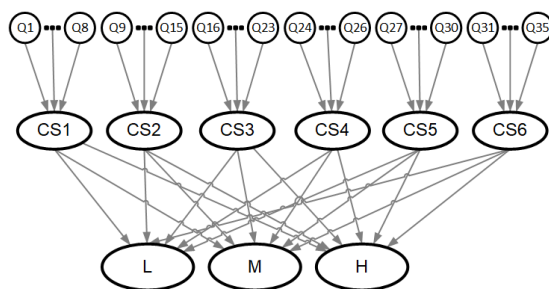 Q1 ... Q8 Q9 ... Q15 Q16 ... Q23 Q24 ... Q26 Q27 ... Q30 Q31 ... Q35
CS1 CS2 CS3 CS4 CS5 CS6
L M H